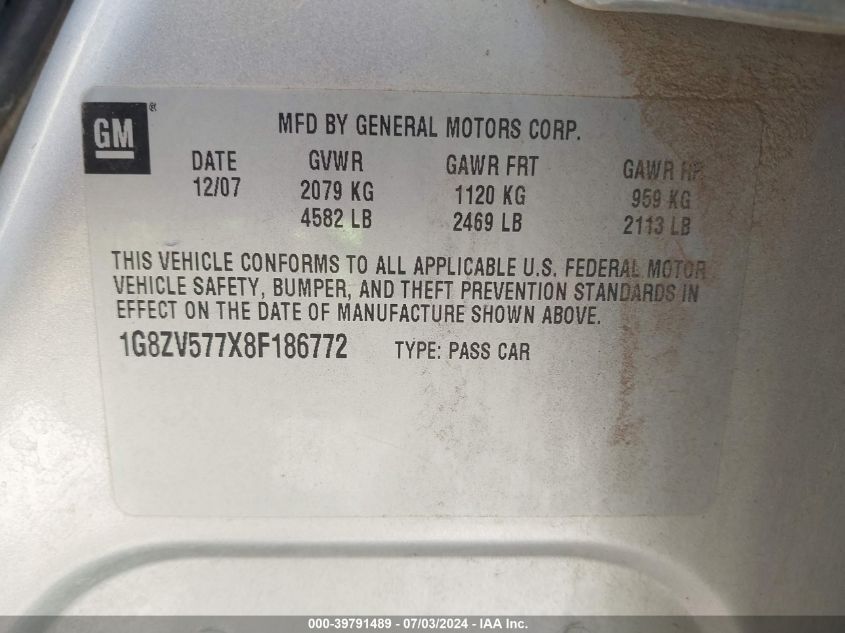 GM ®
MFD BY GENERAL MOTORS CORP.
DATE GVWR GAWR FRT GAWR RR
12/07 2079 KG 1120 KG 959 KG
4582 LB 2469 LB 2113 LB
THIS VEHICLE CONFORMS TO ALL APPLICABLE U.S. FEDERAL MOTOR
VEHICLE SAFETY, BUMPER, AND THEFT PREVENTION STANDARDS IN
EFFECT ON THE DATE OF MANUFACTURE SHOWN ABOVE.
1G8ZV577X8F186772 TYPE: PASS CAR
000-39791489 - 07/03/2024 - IAA Inc.